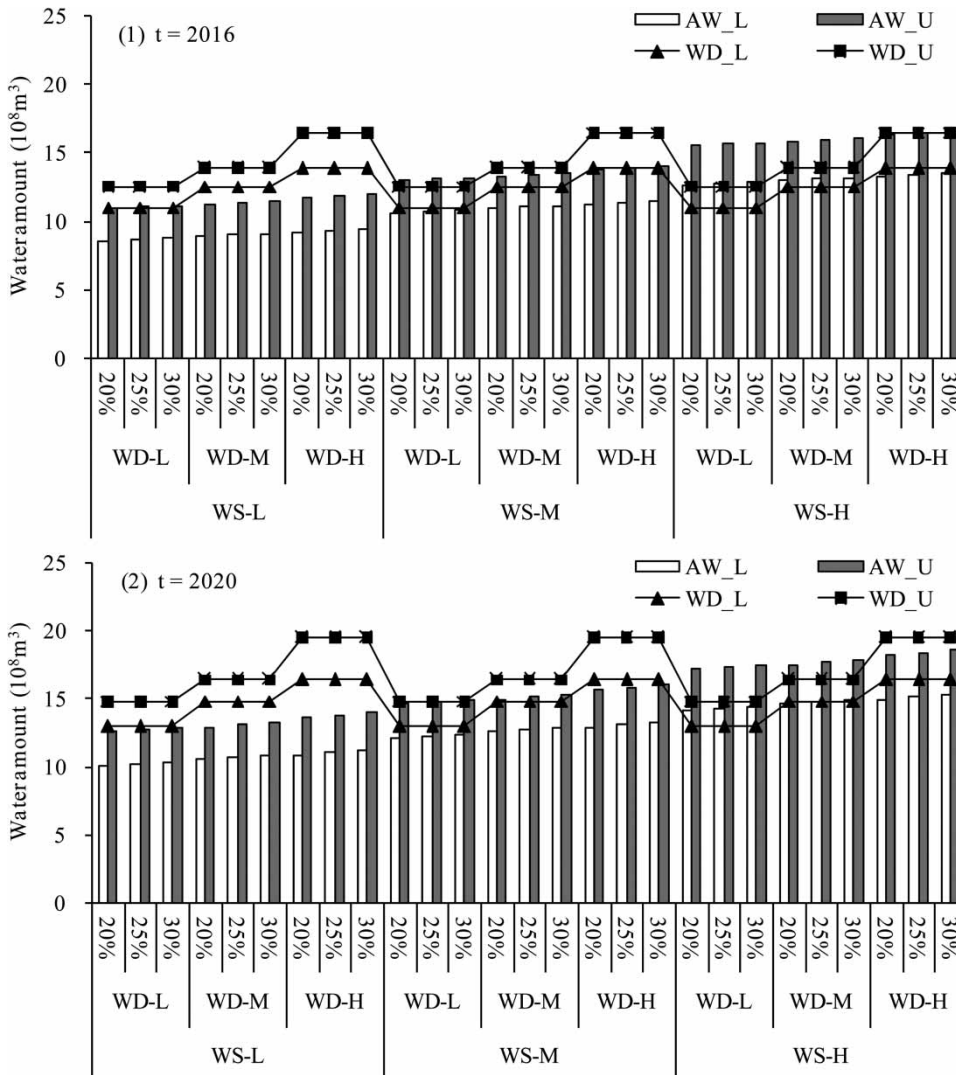 25
(1) t = 2016
AW_L AW_U
WD_L WD_U
20
15
10
5
0
Wateramount (10⁸m³)
20% 25% 30% 20% 25% 30% 20% 25% 30% 20% 25% 30% 20% 25% 30% 20% 25% 30% 20% 25% 30% 20% 25% 30% 20% 25% 30%
WD-L WD-M WD-H WD-L WD-M WD-H WD-L WD-M WD-H
WS-L WS-M WS-H
25
(2) t = 2020
AW_L AW_U
WD_L WD_U
20
15
10
5
0
Wateramount (10⁸m³)
20% 25% 30% 20% 25% 30% 20% 25% 30% 20% 25% 30% 20% 25% 30% 20% 25% 30% 20% 25% 30% 20% 25% 30% 20% 25% 30%
WD-L WD-M WD-H WD-L WD-M WD-H WD-L WD-M WD-H
WS-L WS-M WS-H